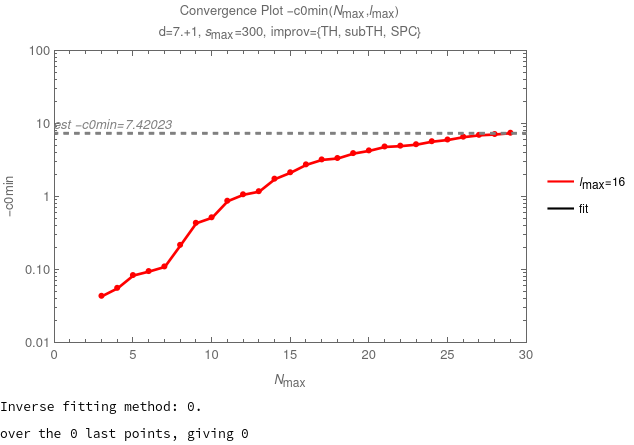 Convergence Plot −c0min(Nmax,lmax)
d=7.+1, smax=300, improv={TH, subTH, SPC}
100
10
1
0.10
0.01
−c0min
est −c0min=7.42023
0 5 10 15 20 25 30
Nmax
lmax=16
fit
Inverse fitting method: 0.
over the 0 last points, giving 0